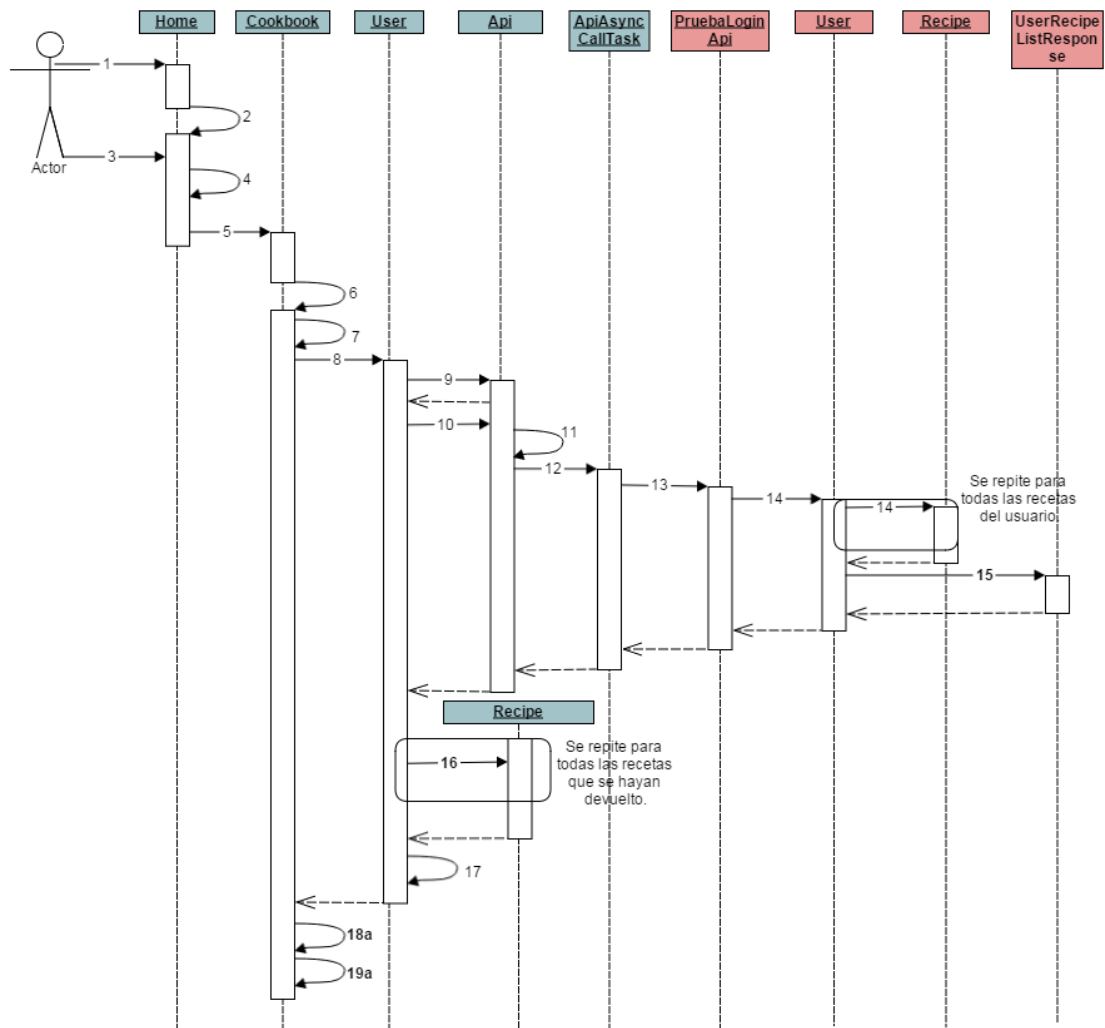 Home
Cookbook
User
Api
ApiAsync
CallTask
PruebaLogin
Api
User
Recipe
UserRecipe
ListRespon
se
1
2
Actor
3
4
5
6
7
8
9
10
11
12
13
14
14
Se repite para
todas las recetas
del usuario.
15
Recipe
16
Se repite para
todas las recetas
que se hayan
devuelto.
17
18a
19a